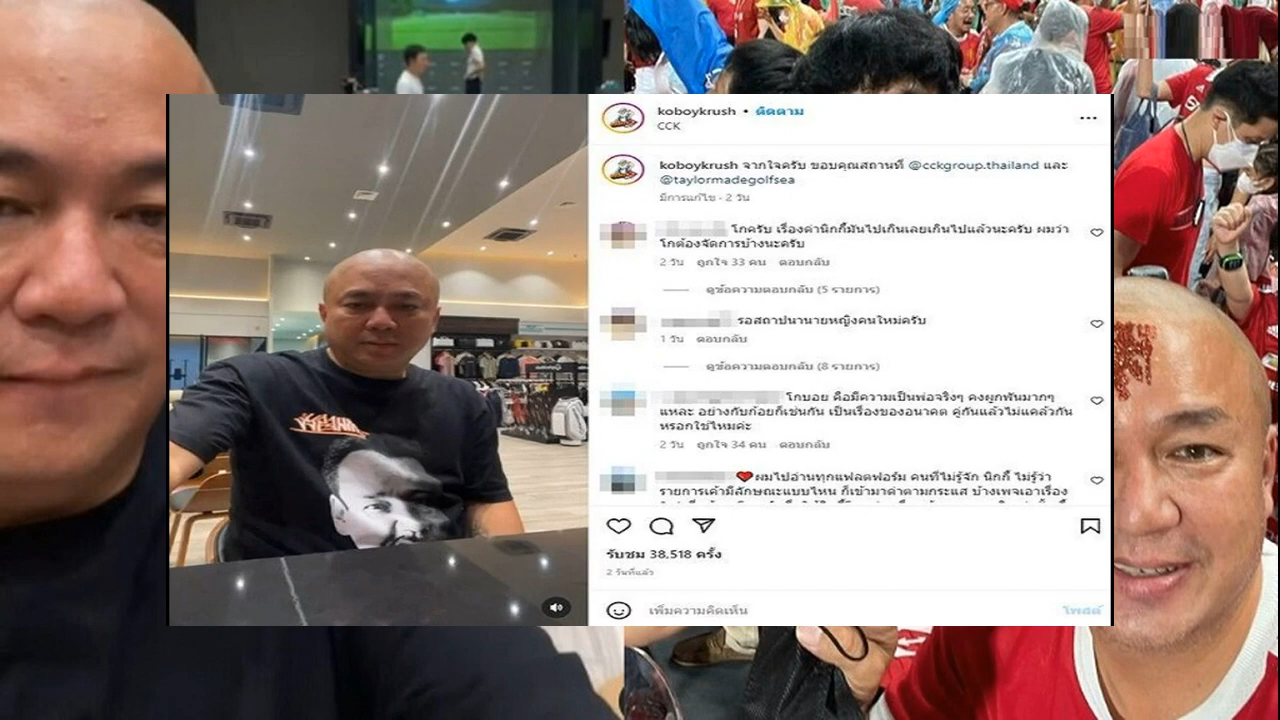 koboykrush • ติดตาม
CCK
koboykrush จากใจครับ ขอบคุณสถานที่ @cckgroup.thailand และ
@taylormadegolfsea
มีการแก้ไข · 2 วัน
โกครับ เรื่องด่านิกกี้มันไปเกินเลยเกินไปแล้วนะครับ ผมว่า
โกต้องจัดการบ้างนะครับ
2 วัน ถูกใจ 33 คน ตอบกลับ
ดูข้อความตอบกลับ (5 รายการ)
รอสถาปนานายหญิงคนใหม่ครับ
1 วัน ตอบกลับ
ดูข้อความตอบกลับ (8 รายการ)
โกบอย คือมีความเป็นพ่อจริงๆ คงผูกพันมากๆ
แหละ อย่างกับก้อยก็เช่นกัน เป็นเรื่องของอนาคต คู่กันแล้วไม่แคล้วกัน
หรอกใช่ไหมค่ะ
2 วัน ถูกใจ 34 คน ตอบกลับ
❤ผมไปอ่านทุกแฟลตฟอร์ม คนที่ไม่รู้จัก นิกกี้ ไม่รู้ว่า
รายการเค้ามีลักษณะแบบไหน ก็เข้ามาด่าตามกระแส บ้างเพจเอาเรื่อง
รับชม 38,518 ครั้ง
2 วันที่แล้ว
เพิ่มความคิดเห็น
โพสต์